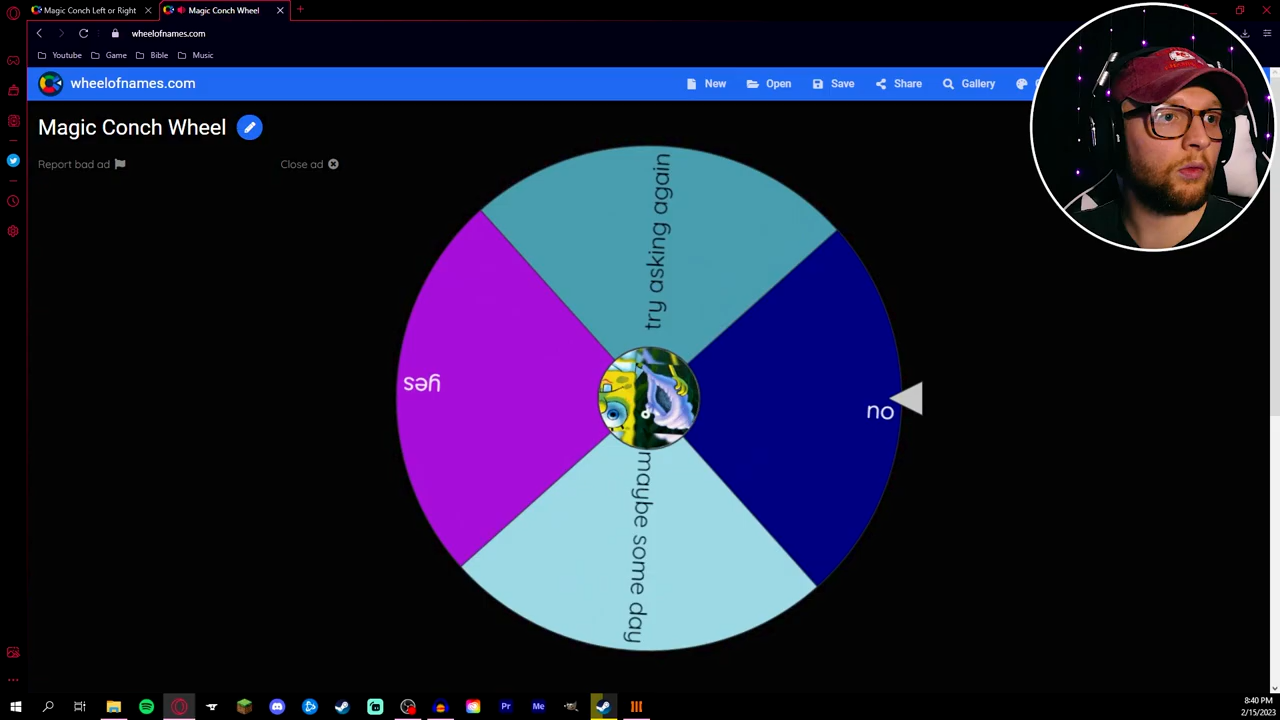 Magic Conch Left or Right
Magic Conch Wheel
wheelofnames.com
Youtube
Game
Bible
Music
wheelofnames.com
New
Open
Save
Share
Gallery
Magic Conch Wheel
Report bad ad
Close ad
try asking again
yes
no
maybe some day
Pr
Me
8:40 PM
2/15/2023